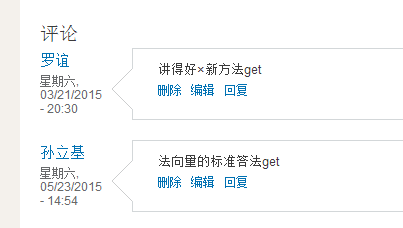 评论
罗谊
星期六,
03/21/2015
- 20:30
讲得好×新方法get
删除 编辑 回复
孙立基
星期六,
05/23/2015
- 14:54
法向量的标准答法get
删除 编辑 回复